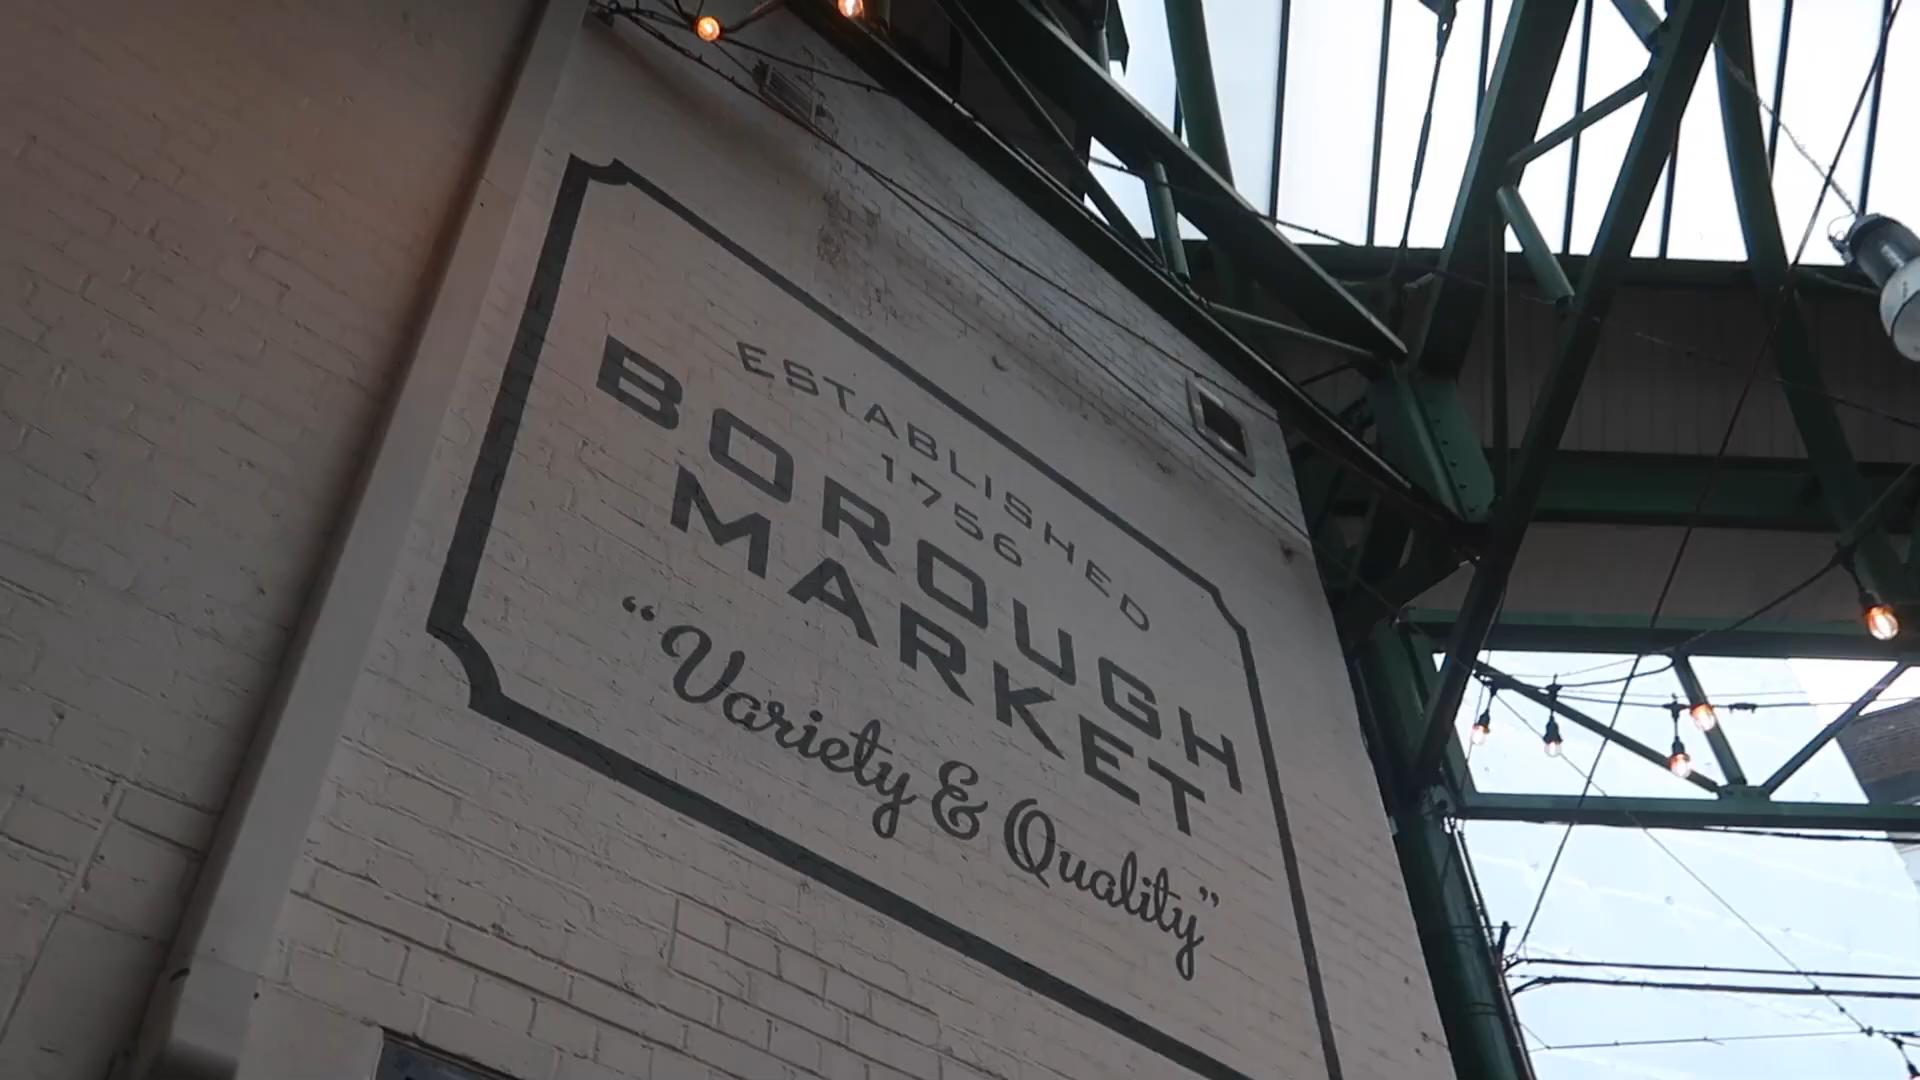 ESTABLISHED
1756
BOROUGH
MARKET
“Variety & Quality”